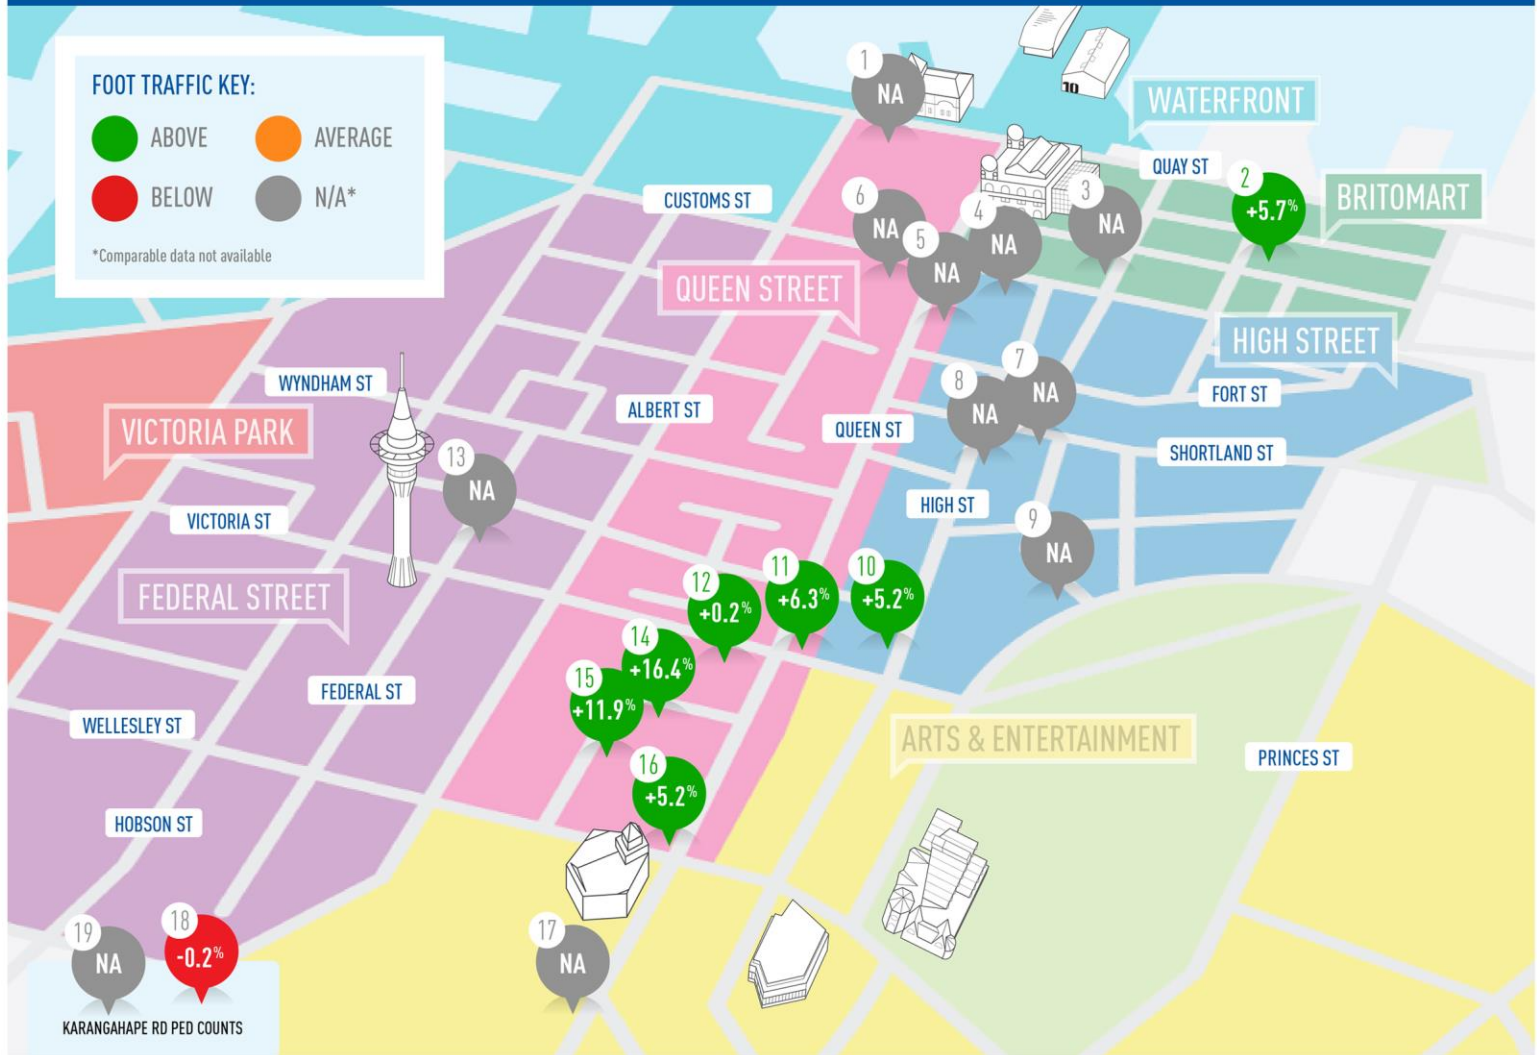 FOOT TRAFFIC KEY:
ABOVE
AVERAGE
BELOW
N/A*
*Comparable data not available
1
NA
10
WATERFRONT
QUAY ST
2
+5.7%
BRITOMART
CUSTOMS ST
6
NA
5
NA
4
NA
3
NA
QUEEN STREET
HIGH STREET
WYNDHAM ST
ALBERT ST
8
NA
7
NA
FORT ST
VICTORIA PARK
QUEEN ST
SHORTLAND ST
13
NA
VICTORIA ST
HIGH ST
9
NA
FEDERAL STREET
12
+0.2%
11
+6.3%
10
+5.2%
14
+16.4%
15
+11.9%
FEDERAL ST
WELLESLEY ST
ARTS & ENTERTAINMENT
PRINCES ST
16
+5.2%
HOBSON ST
19
NA
18
-0.2%
17
NA
KARANGAHAPE RD PED COUNTS